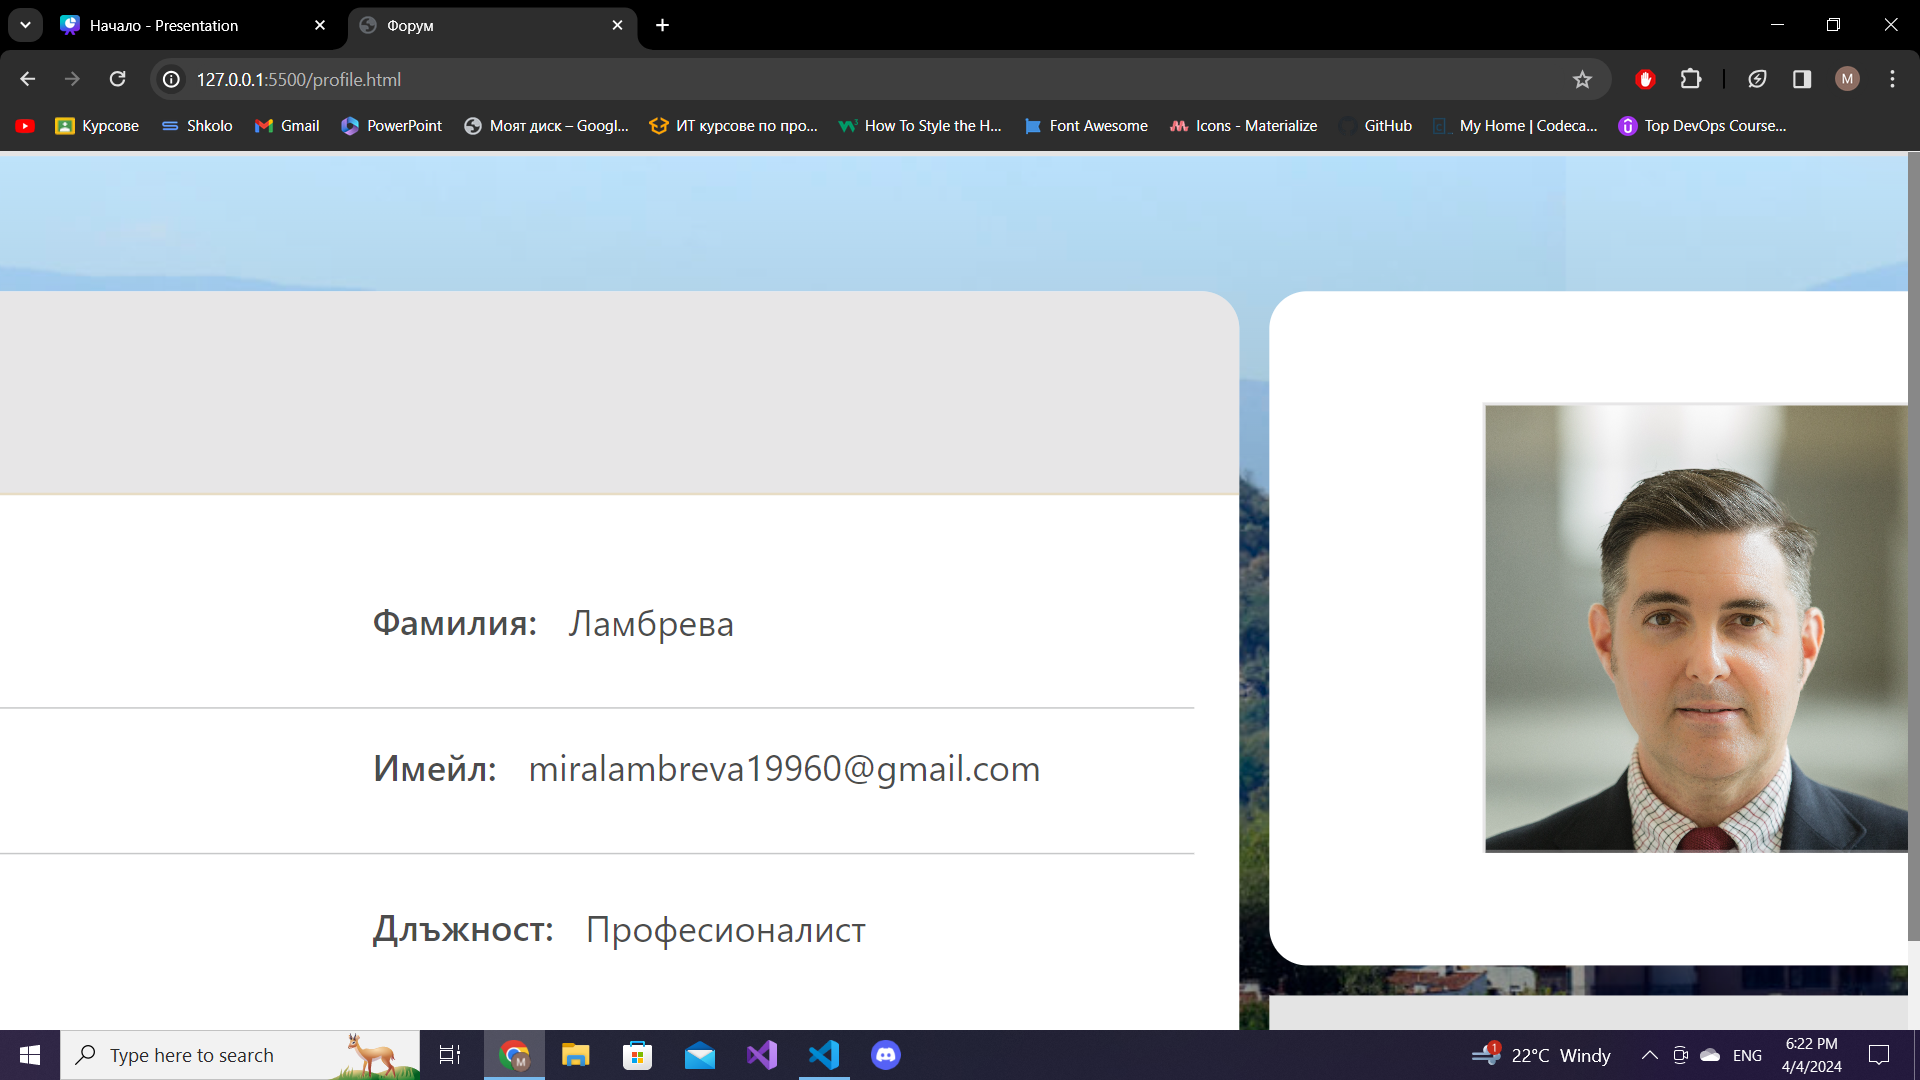 Начало - Presentation
Форум
127.0.0.1:5500/profile.html
M
Курсове
Shkolo
Gmail
PowerPoint
Моят диск – Googl...
ИТ курсове по про...
How To Style the H...
Font Awesome
Icons - Materialize
GitHub
My Home | Codeca...
Top DevOps Course...
Фамилия: Ламбрева
Имейл: miralambreva19960@gmail.com
Длъжност: Професионалист
Type here to search
M
1
22°C Windy
ENG
6:22 PM
4/4/2024